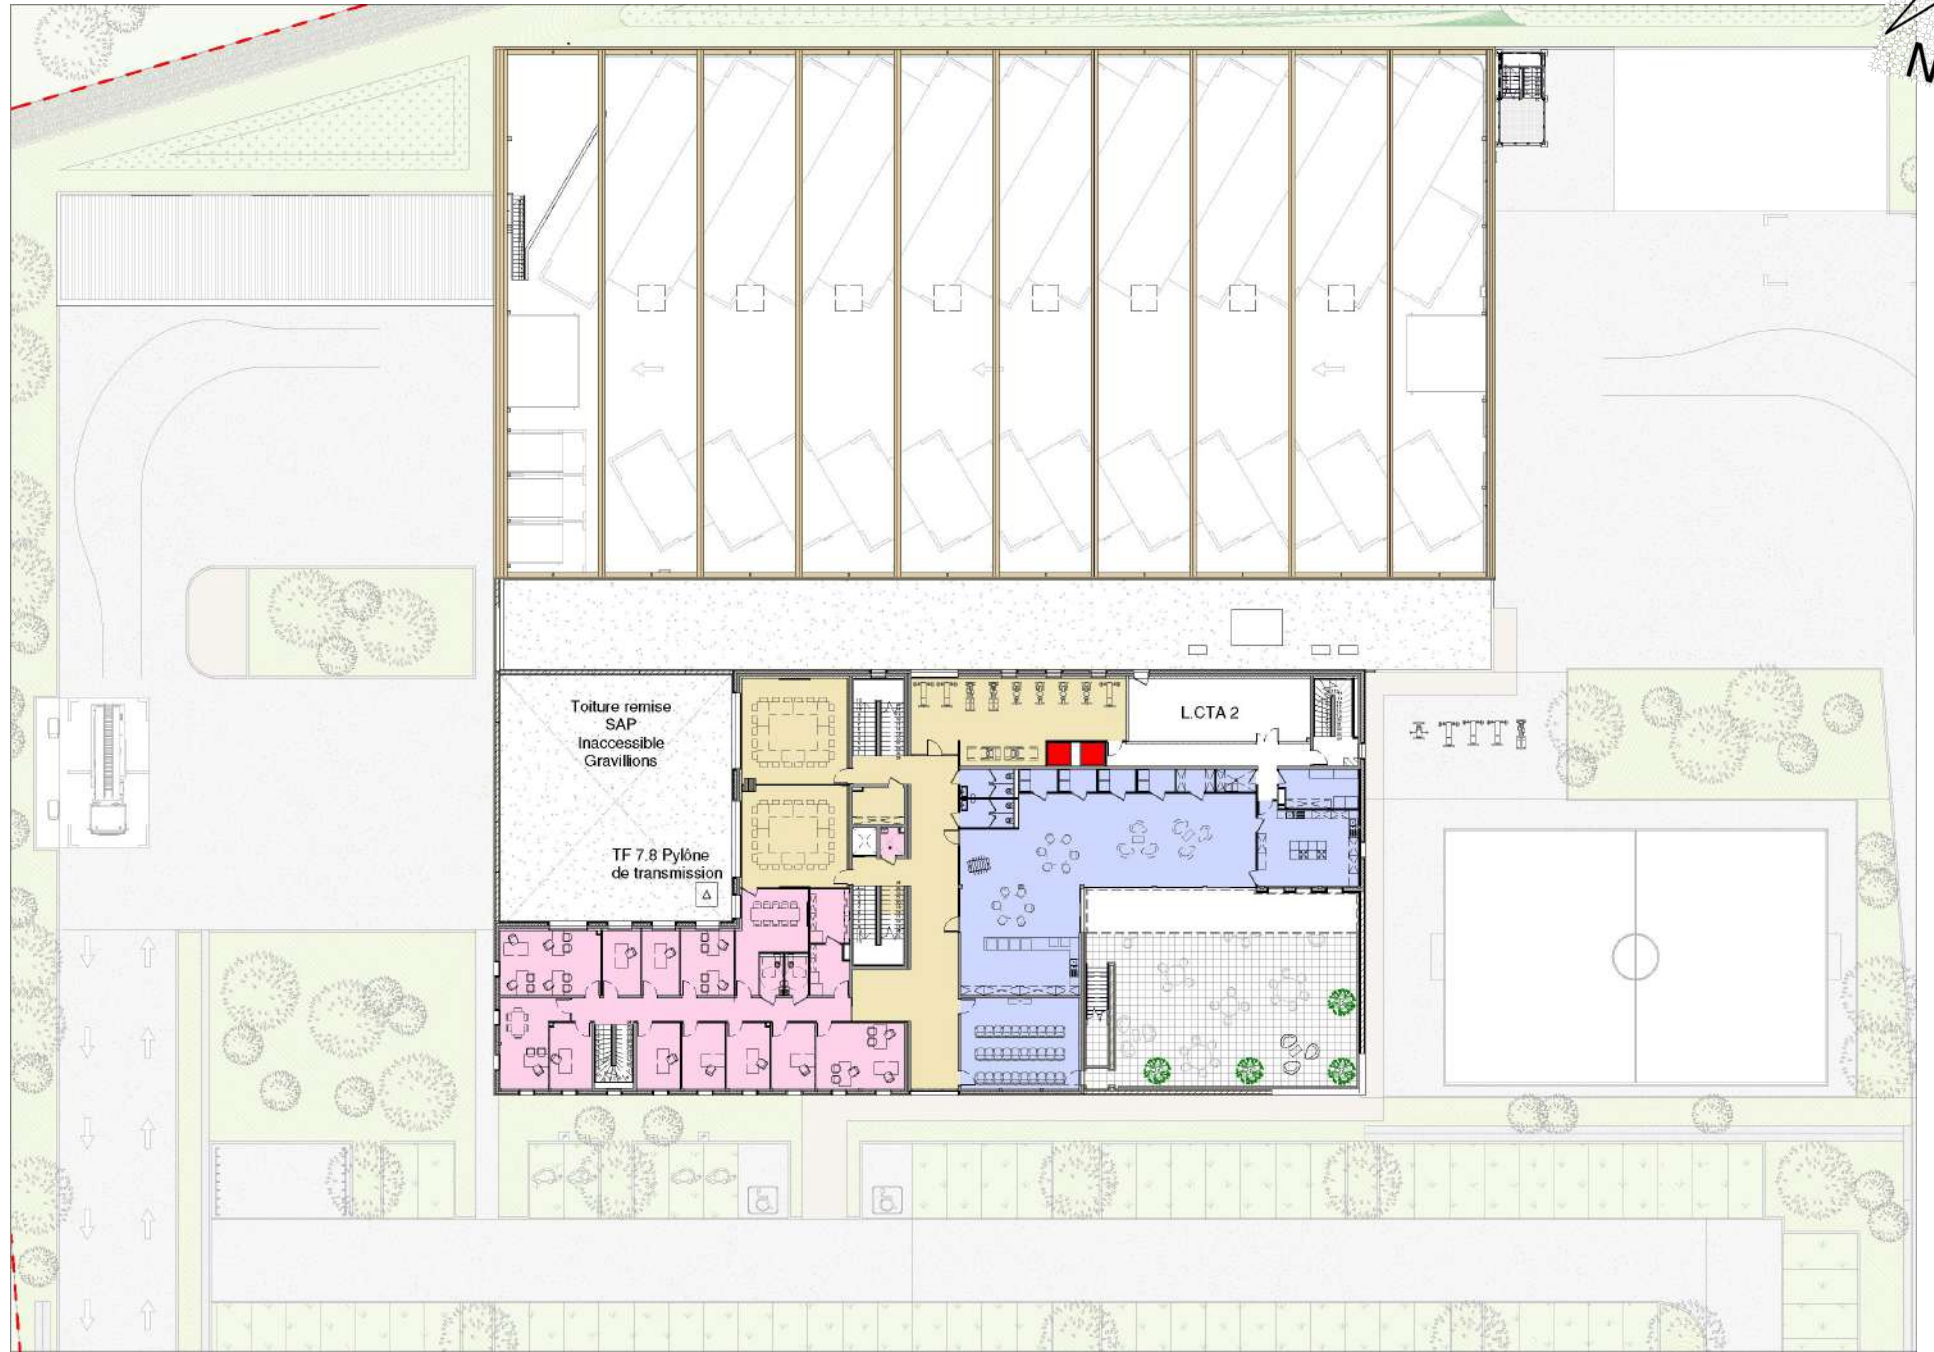 N
Toiture remise
SAP
Inaccessible
Gravillions
L.CTA 2
TF 7.8 Pylône
de transmission